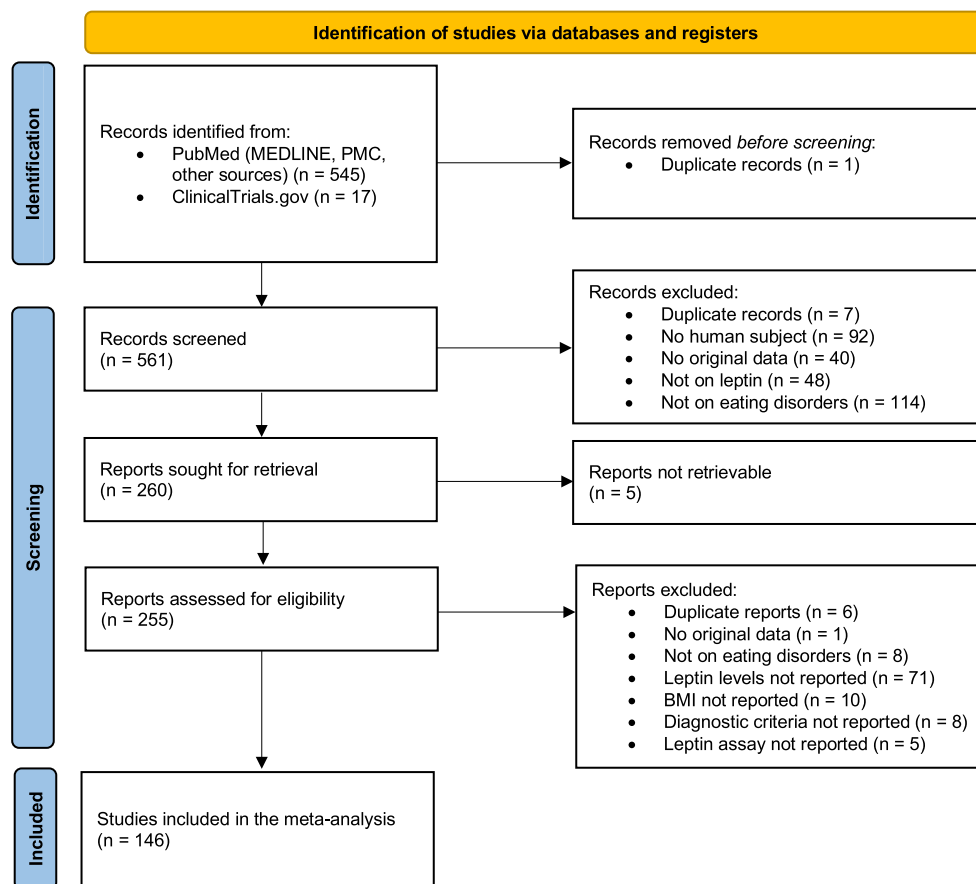 Identification of studies via databases and registers
Identification
Records identified from:
• PubMed (MEDLINE, PMC,
other sources) (n = 545)
• ClinicalTrials.gov (n = 17)
Records removed before screening:
• Duplicate records (n = 1)
Screening
Records screened
(n = 561)
Records excluded:
• Duplicate records (n = 7)
• No human subject (n = 92)
• No original data (n = 40)
• Not on leptin (n = 48)
• Not on eating disorders (n = 114)
Reports sought for retrieval
(n = 260)
Reports not retrievable
(n = 5)
Reports assessed for eligibility
(n = 255)
Reports excluded:
• Duplicate reports (n = 6)
• No original data (n = 1)
• Not on eating disorders (n = 8)
• Leptin levels not reported (n = 71)
• BMI not reported (n = 10)
• Diagnostic criteria not reported (n = 8)
• Leptin assay not reported (n = 5)
Included
Studies included in the meta-analysis
(n = 146)